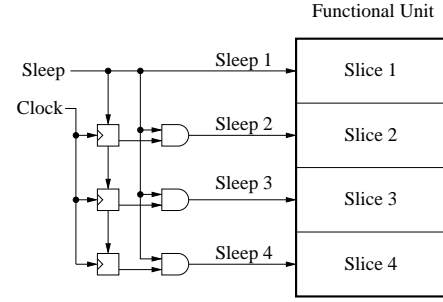 Functional Unit
Sleep 1
Sleep
Slice 1
Clock
Sleep 2
Slice 2
Sleep 3
Slice 3
Sleep 4
Slice 4